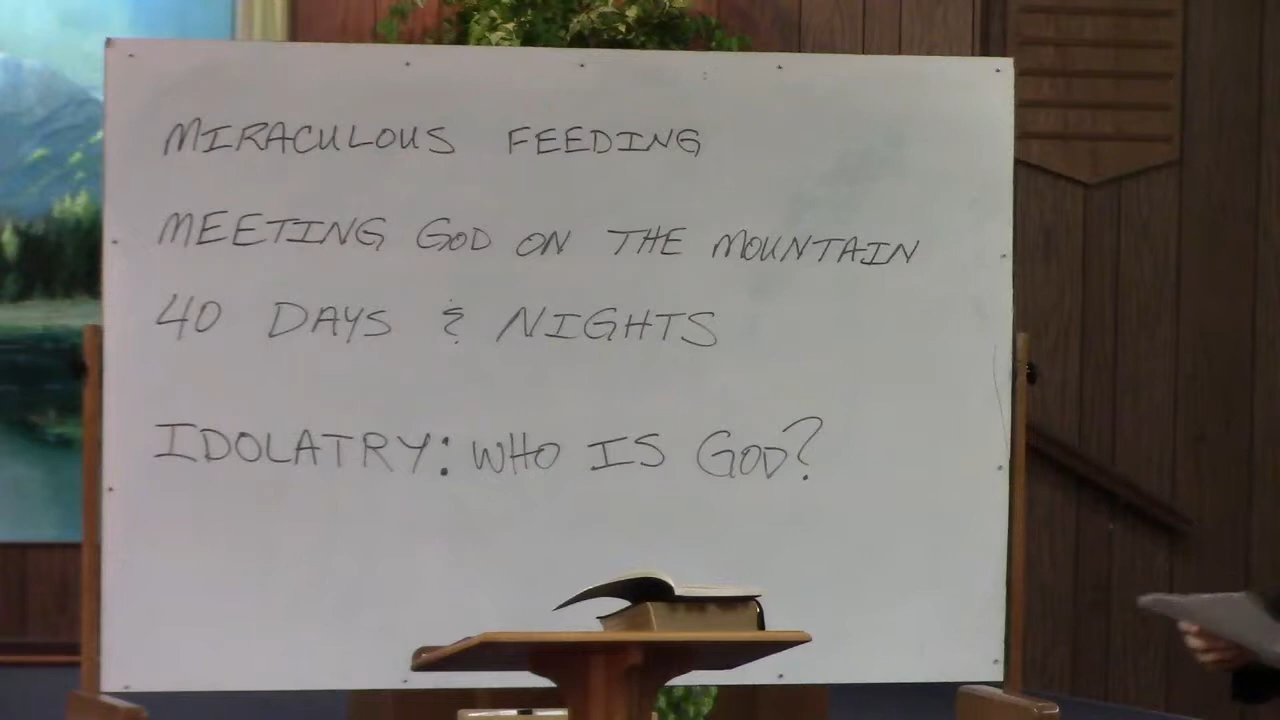 MIRACULOUS FEEDING
MEETING GOD ON THE MOUNTAIN
40 DAYS & NIGHTS
IDOLATRY: WHO IS GOD?